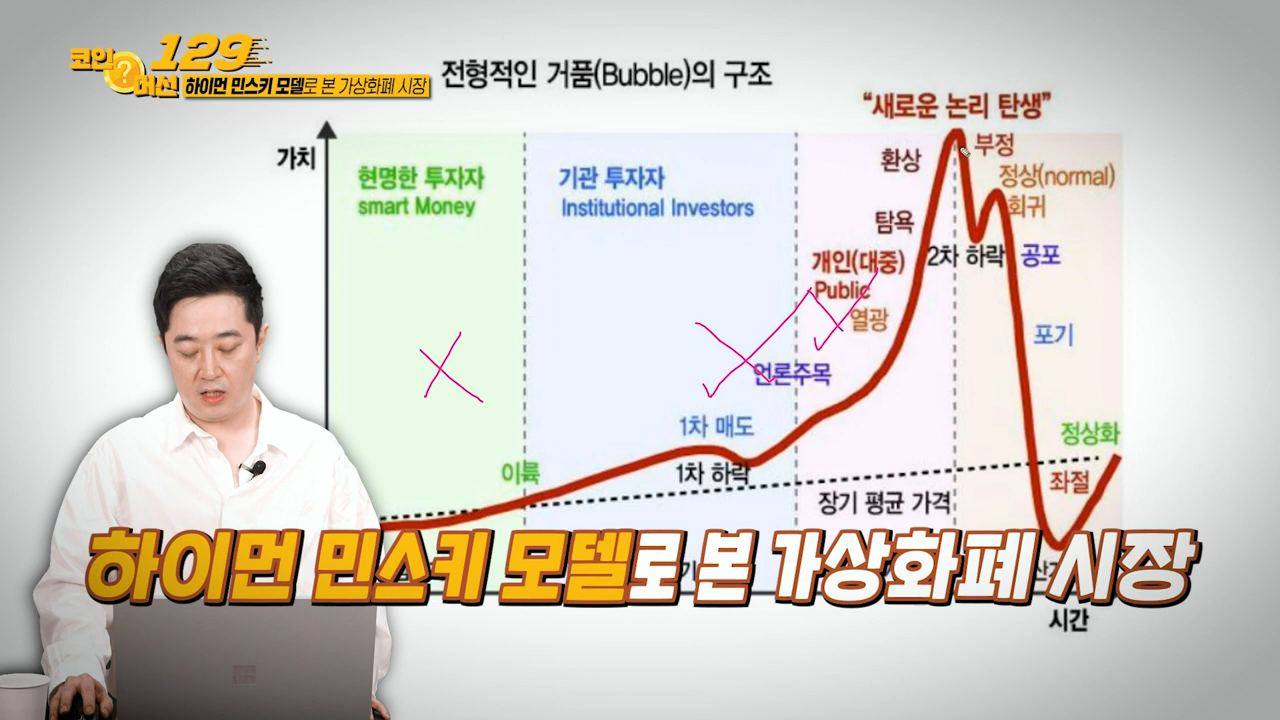 코인 129
?
머신 하이먼 민스키 모델로 본 가상화폐 시장
전형적인 거품(Bubble)의 구조
“새로운 논리 탄생”
가치
현명한 투자자
smart Money
기관 투자자
Institutional Investors
환상
부정
정상(normal)
회귀
탐욕
개인(대중)
Public
2차 하락
공포
열광
포기
언론주목
1차 매도
정상화
이륙
1차 하락
좌절
장기 평균 가격
하이먼 민스키 모델로 본 가상화폐 시장
시간